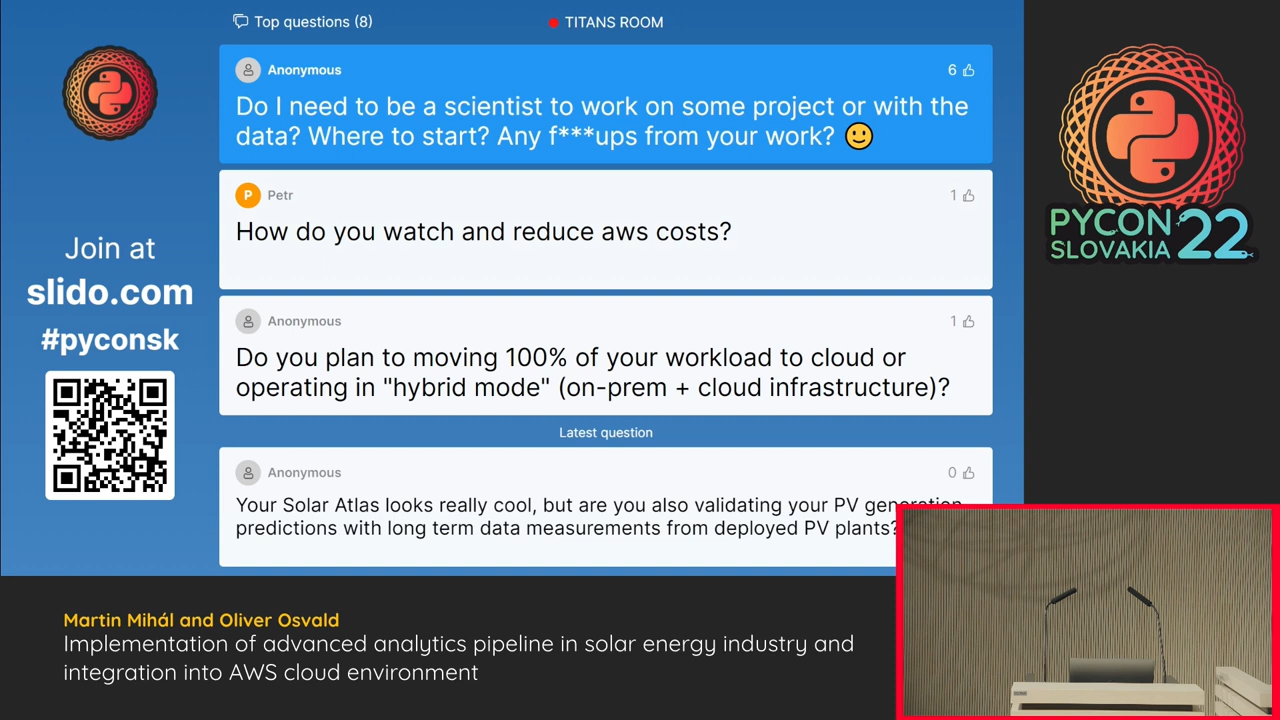 Top questions (8)
TITANS ROOM
Anonymous
6
Do I need to be a scientist to work on some project or with the
data? Where to start? Any f***ups from your work? 🙂
P
Petr
1
How do you watch and reduce aws costs?
Anonymous
1
Do you plan to moving 100% of your workload to cloud or
operating in "hybrid mode" (on-prem + cloud infrastructure)?
Latest question
Anonymous
0
Your Solar Atlas looks really cool, but are you also validating your PV generation
predictions with long term data measurements from deployed PV plants?
Join at
slido.com
#pyconsk
PYCON
SLOVAKIA
22
Martin Mihál and Oliver Osvald
Implementation of advanced analytics pipeline in solar energy industry and
integration into AWS cloud environment